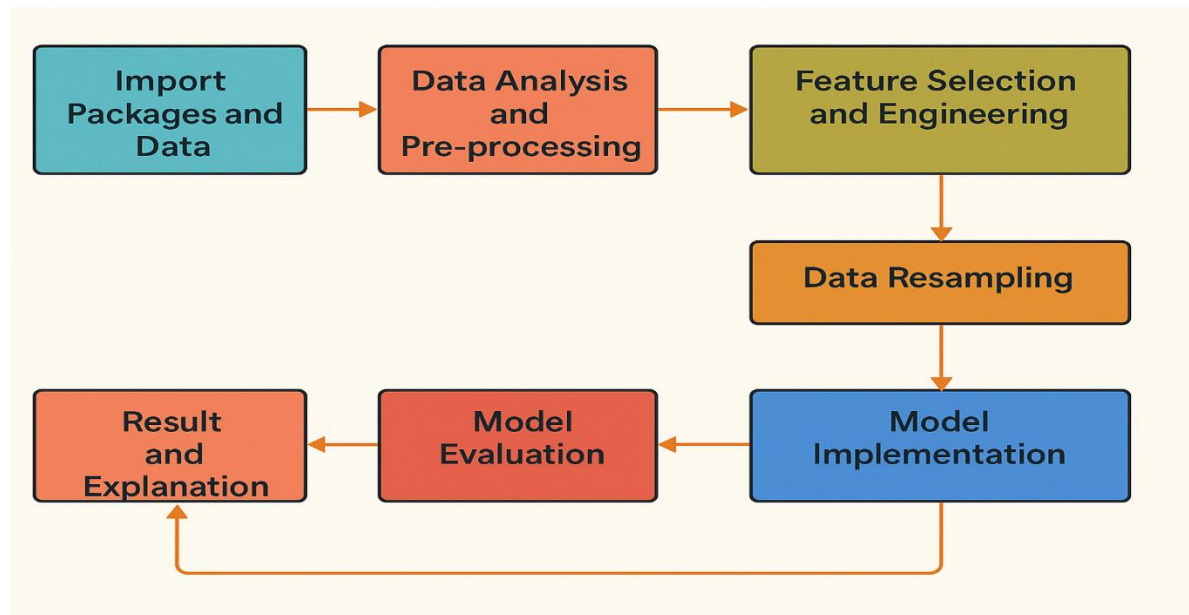 Import
Packages and
Data
Data Analysis
and
Pre-processing
Feature Selection
and Engineering
Data Resampling
Model
Implementation
Model
Evaluation
Result
and
Explanation